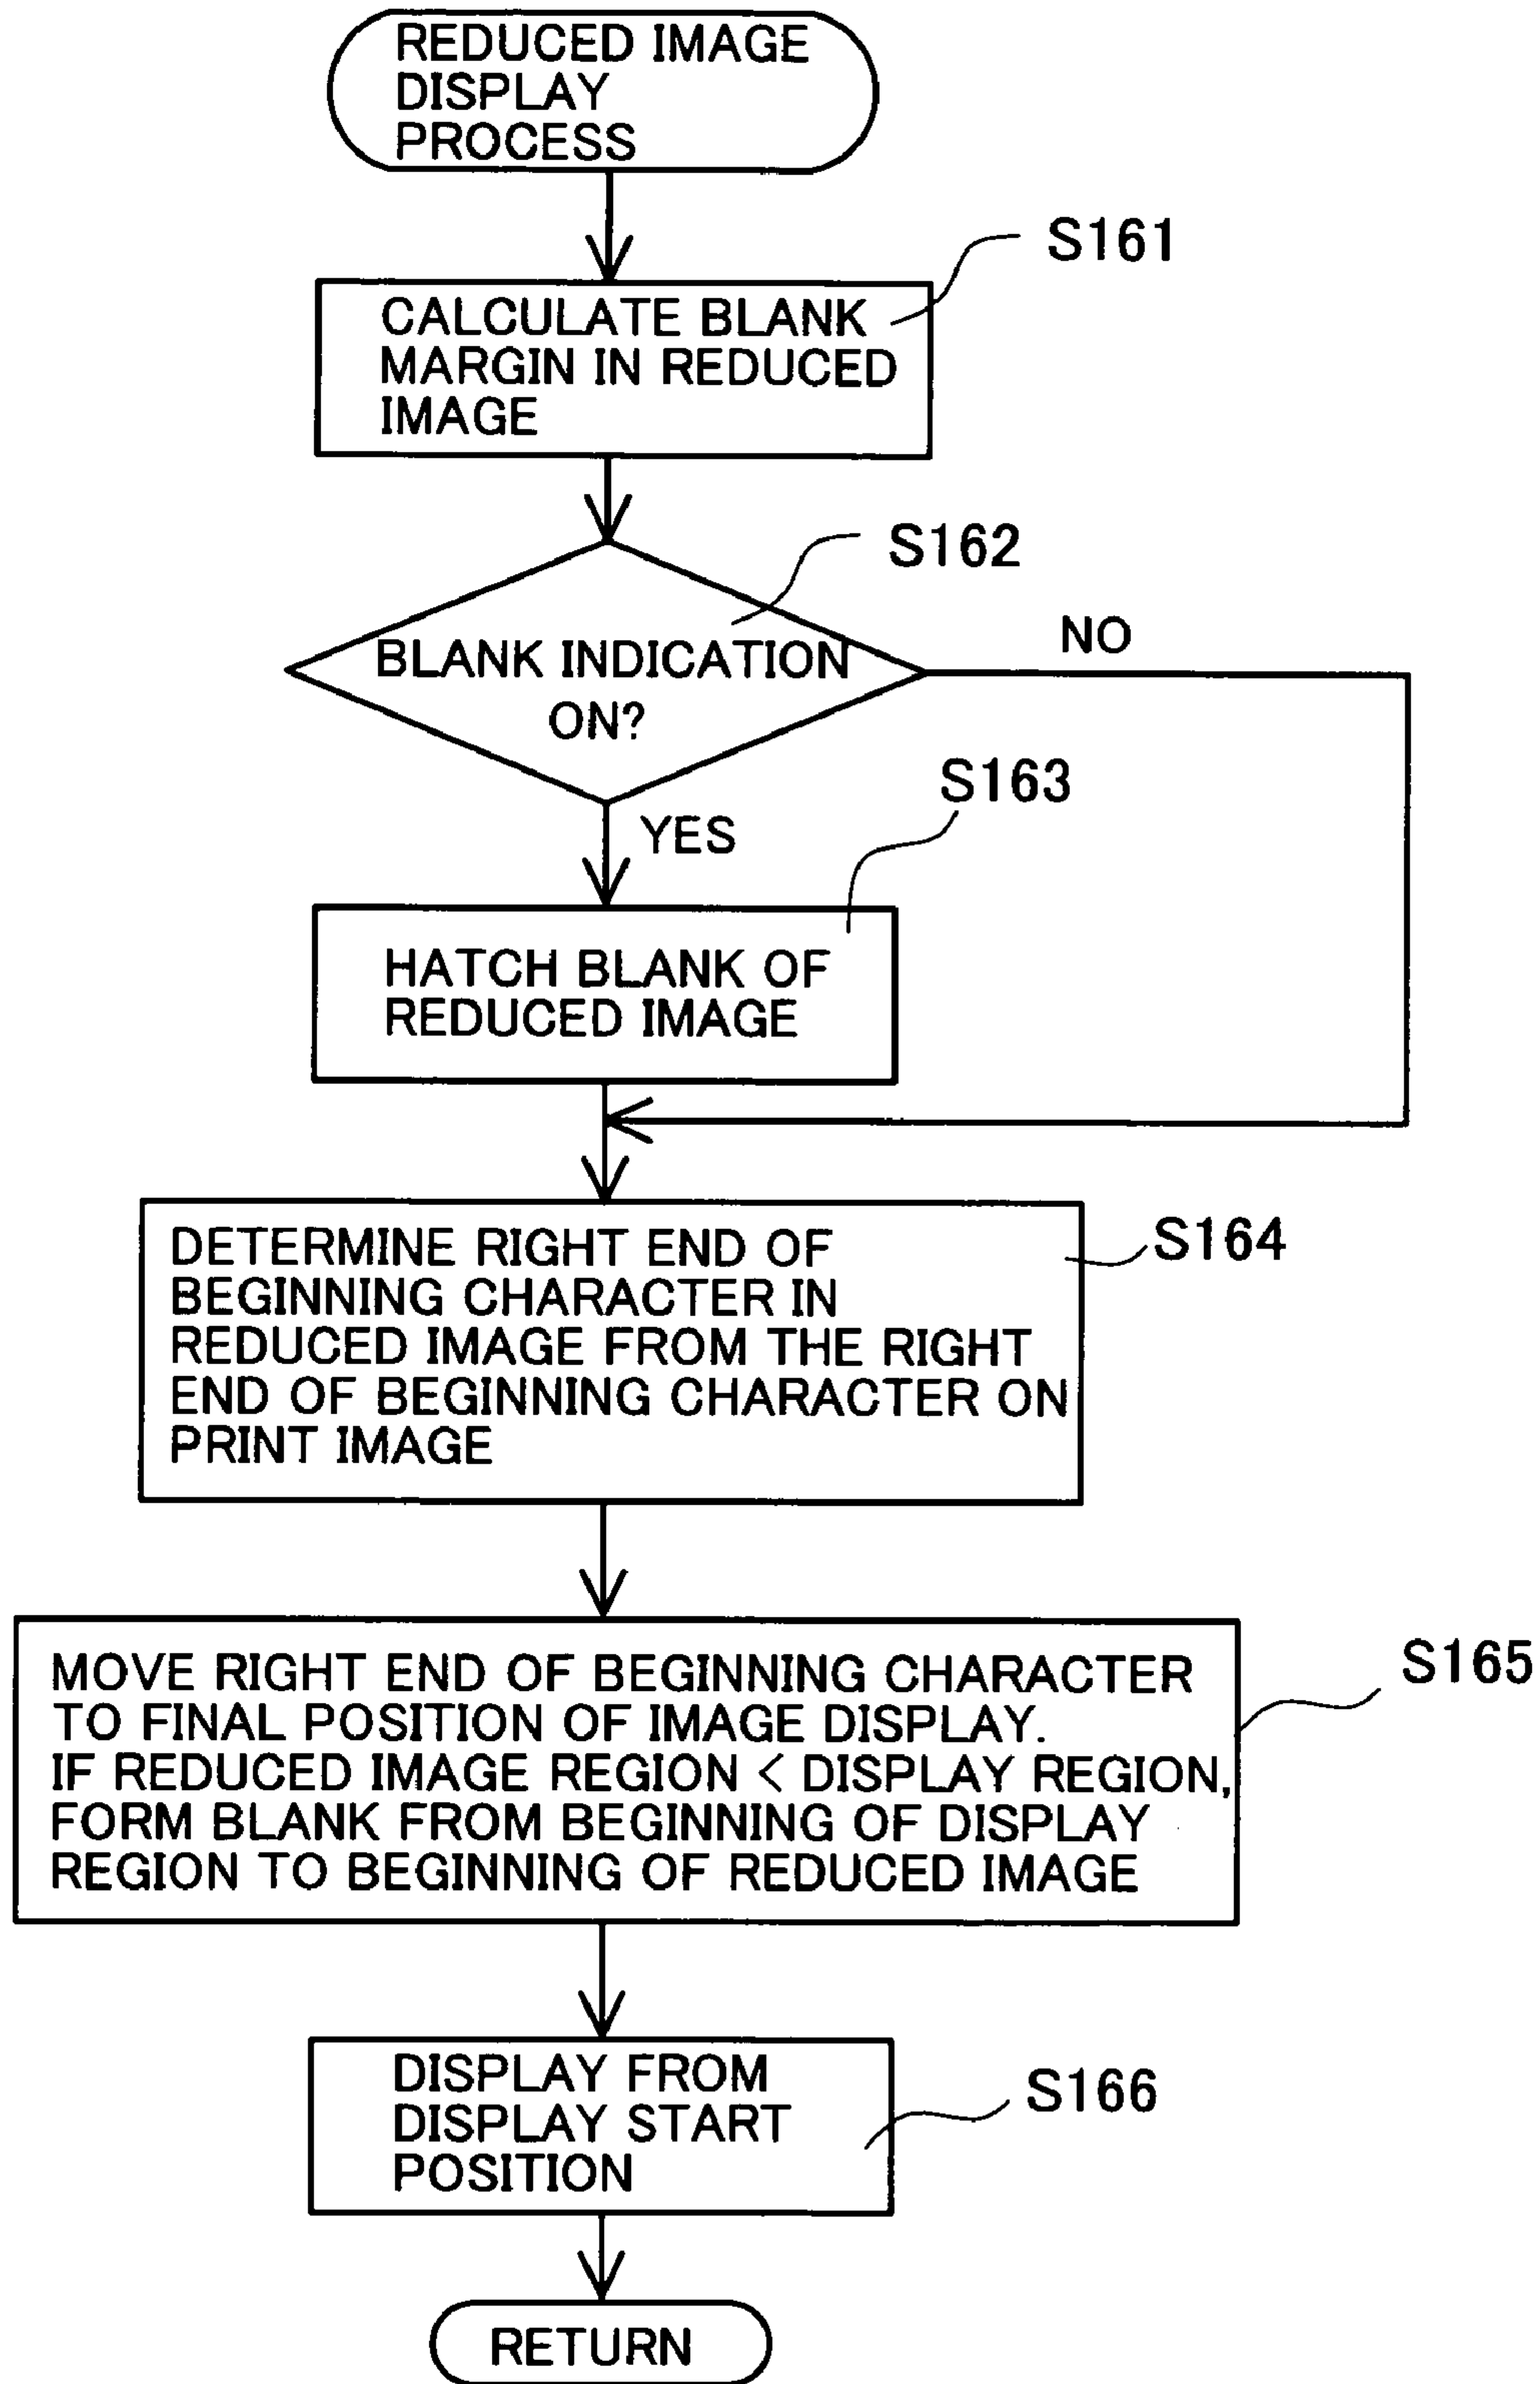 REDUCED IMAGE
DISPLAY
PROCESS
S161
CALCULATE BLANK
MARGIN IN REDUCED
IMAGE
S162
BLANK INDICATION
ON?
NO
YES
S163
HATCH BLANK OF
REDUCED IMAGE
S164
DETERMINE RIGHT END OF
BEGINNING CHARACTER IN
REDUCED IMAGE FROM THE RIGHT
END OF BEGINNING CHARACTER ON
PRINT IMAGE
S165
MOVE RIGHT END OF BEGINNING CHARACTER
TO FINAL POSITION OF IMAGE DISPLAY.
IF REDUCED IMAGE REGION < DISPLAY REGION,
FORM BLANK FROM BEGINNING OF DISPLAY
REGION TO BEGINNING OF REDUCED IMAGE
S166
DISPLAY FROM
DISPLAY START
POSITION
RETURN